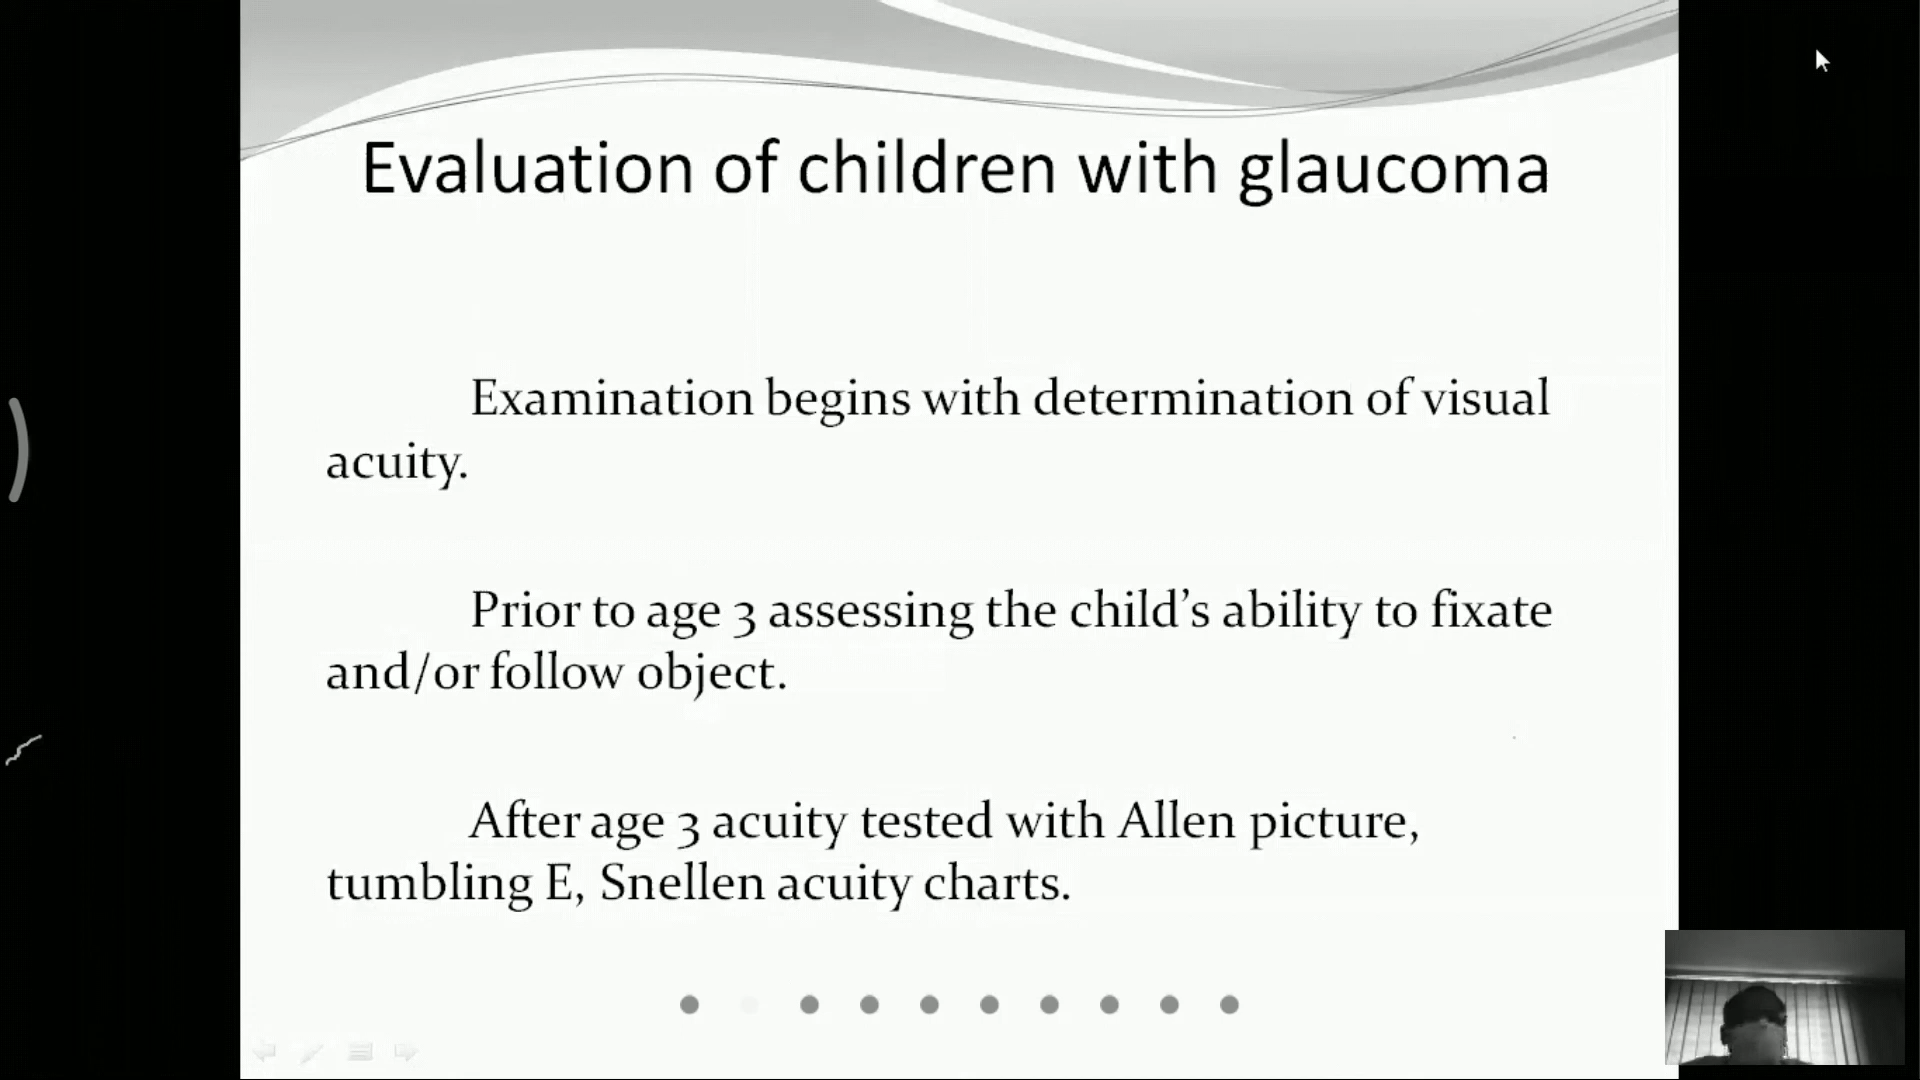 Evaluation of children with glaucoma
Examination begins with determination of visual
acuity.
Prior to age 3 assessing the child’s ability to fixate
and/or follow object.
After age 3 acuity tested with Allen picture,
tumbling E, Snellen acuity charts.